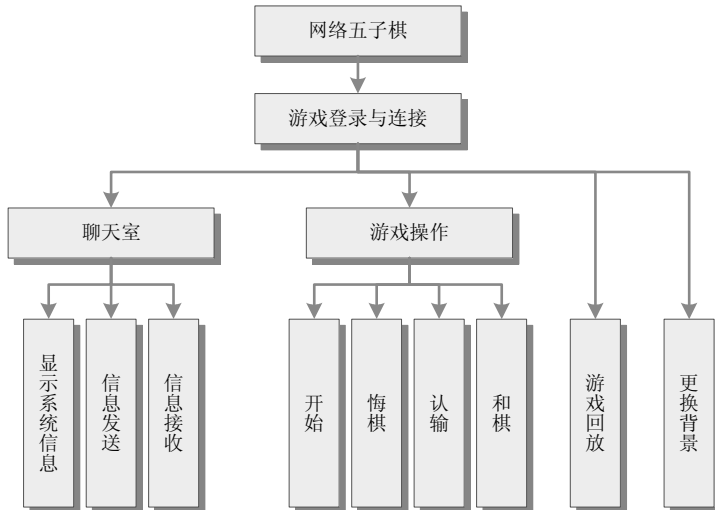 网络五子棋
游戏登录与连接
聊天室
游戏操作
显示系统信息
信息发送
信息接收
开始
悔棋
认输
和棋
游戏回放
更换背景